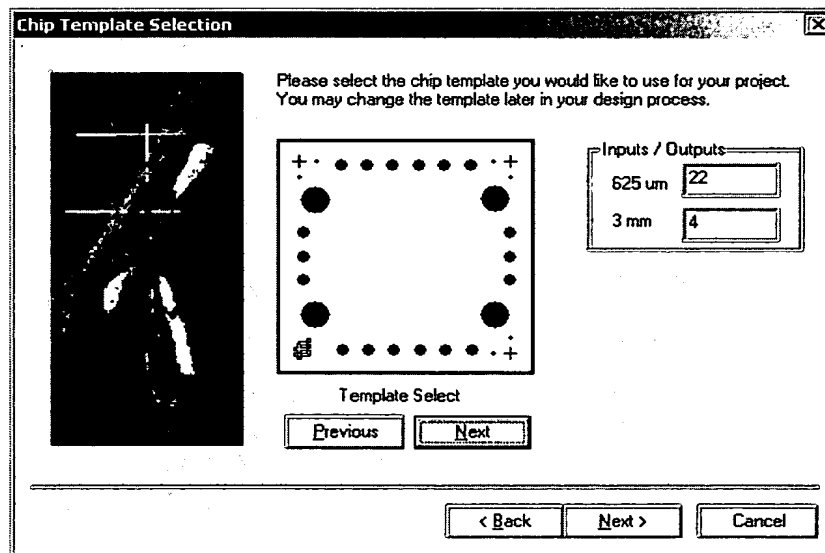 Chip Template Selection
Please select the chip template you would like to use for your project.
You may change the template later in your design process.
Inputs / Outputs
625 um 22
3 mm 4
Template Select
Previous Next
< Back Next > Cancel